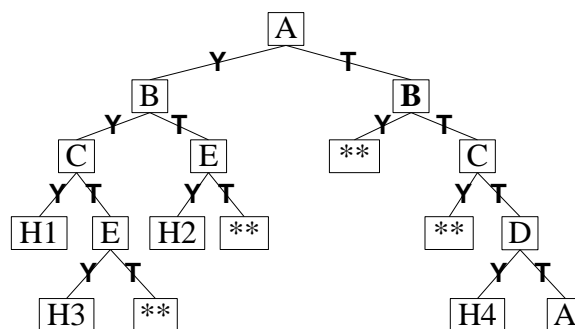 A
Y T
B B
Y T Y T
C E ** C
Y T Y T Y T
H1 E H2 ** ** D
Y T Y T
H3 ** H4 A